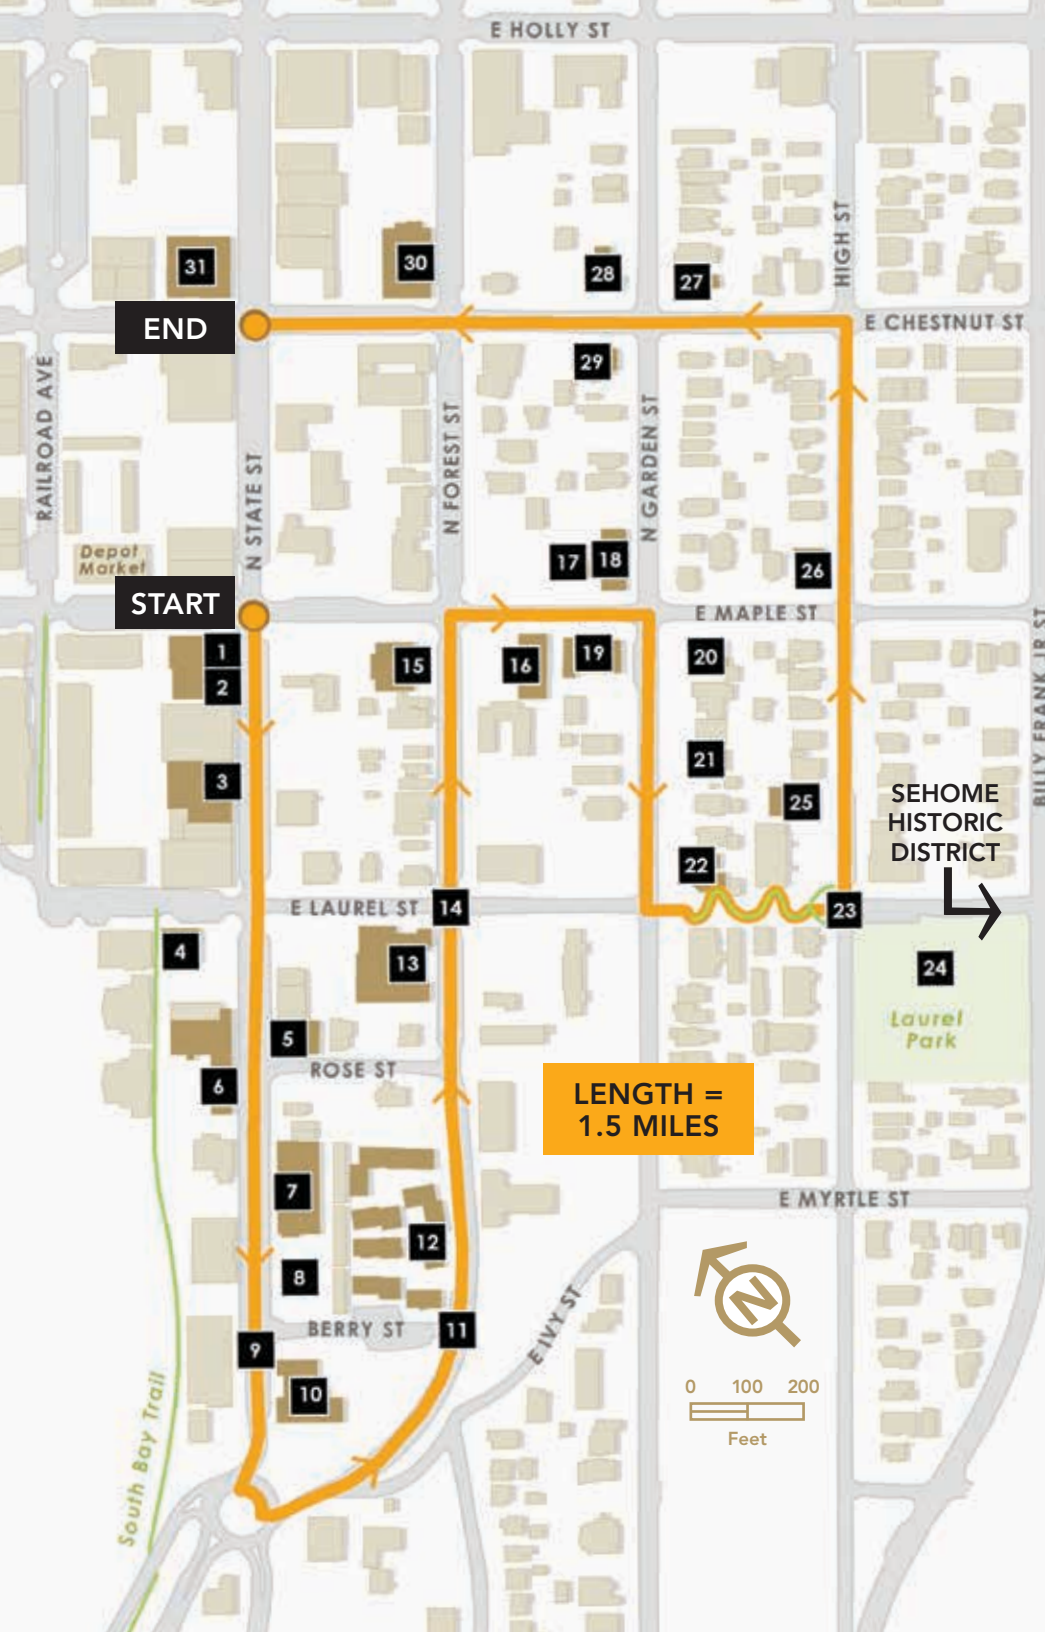 E HOLLY ST
HIGH ST
31
30
28
27
END
E CHESTNUT ST
29
RAILROAD AVE
N STATE ST
N FOREST ST
N GARDEN ST
Depot
Market
17
18
26
START
E MAPLE ST
BILLY FRANK JR ST
1
2
15
16
19
20
3
21
25
SEHOME
HISTORIC
DISTRICT
22
E LAUREL ST
14
23
4
13
24
Laurel
Park
5
ROSE ST
6
LENGTH =
1.5 MILES
7
E MYRTLE ST
12
8
N
BERRY ST
11
E IVY ST
9
10
0 100 200
Feet
South Bay Trail